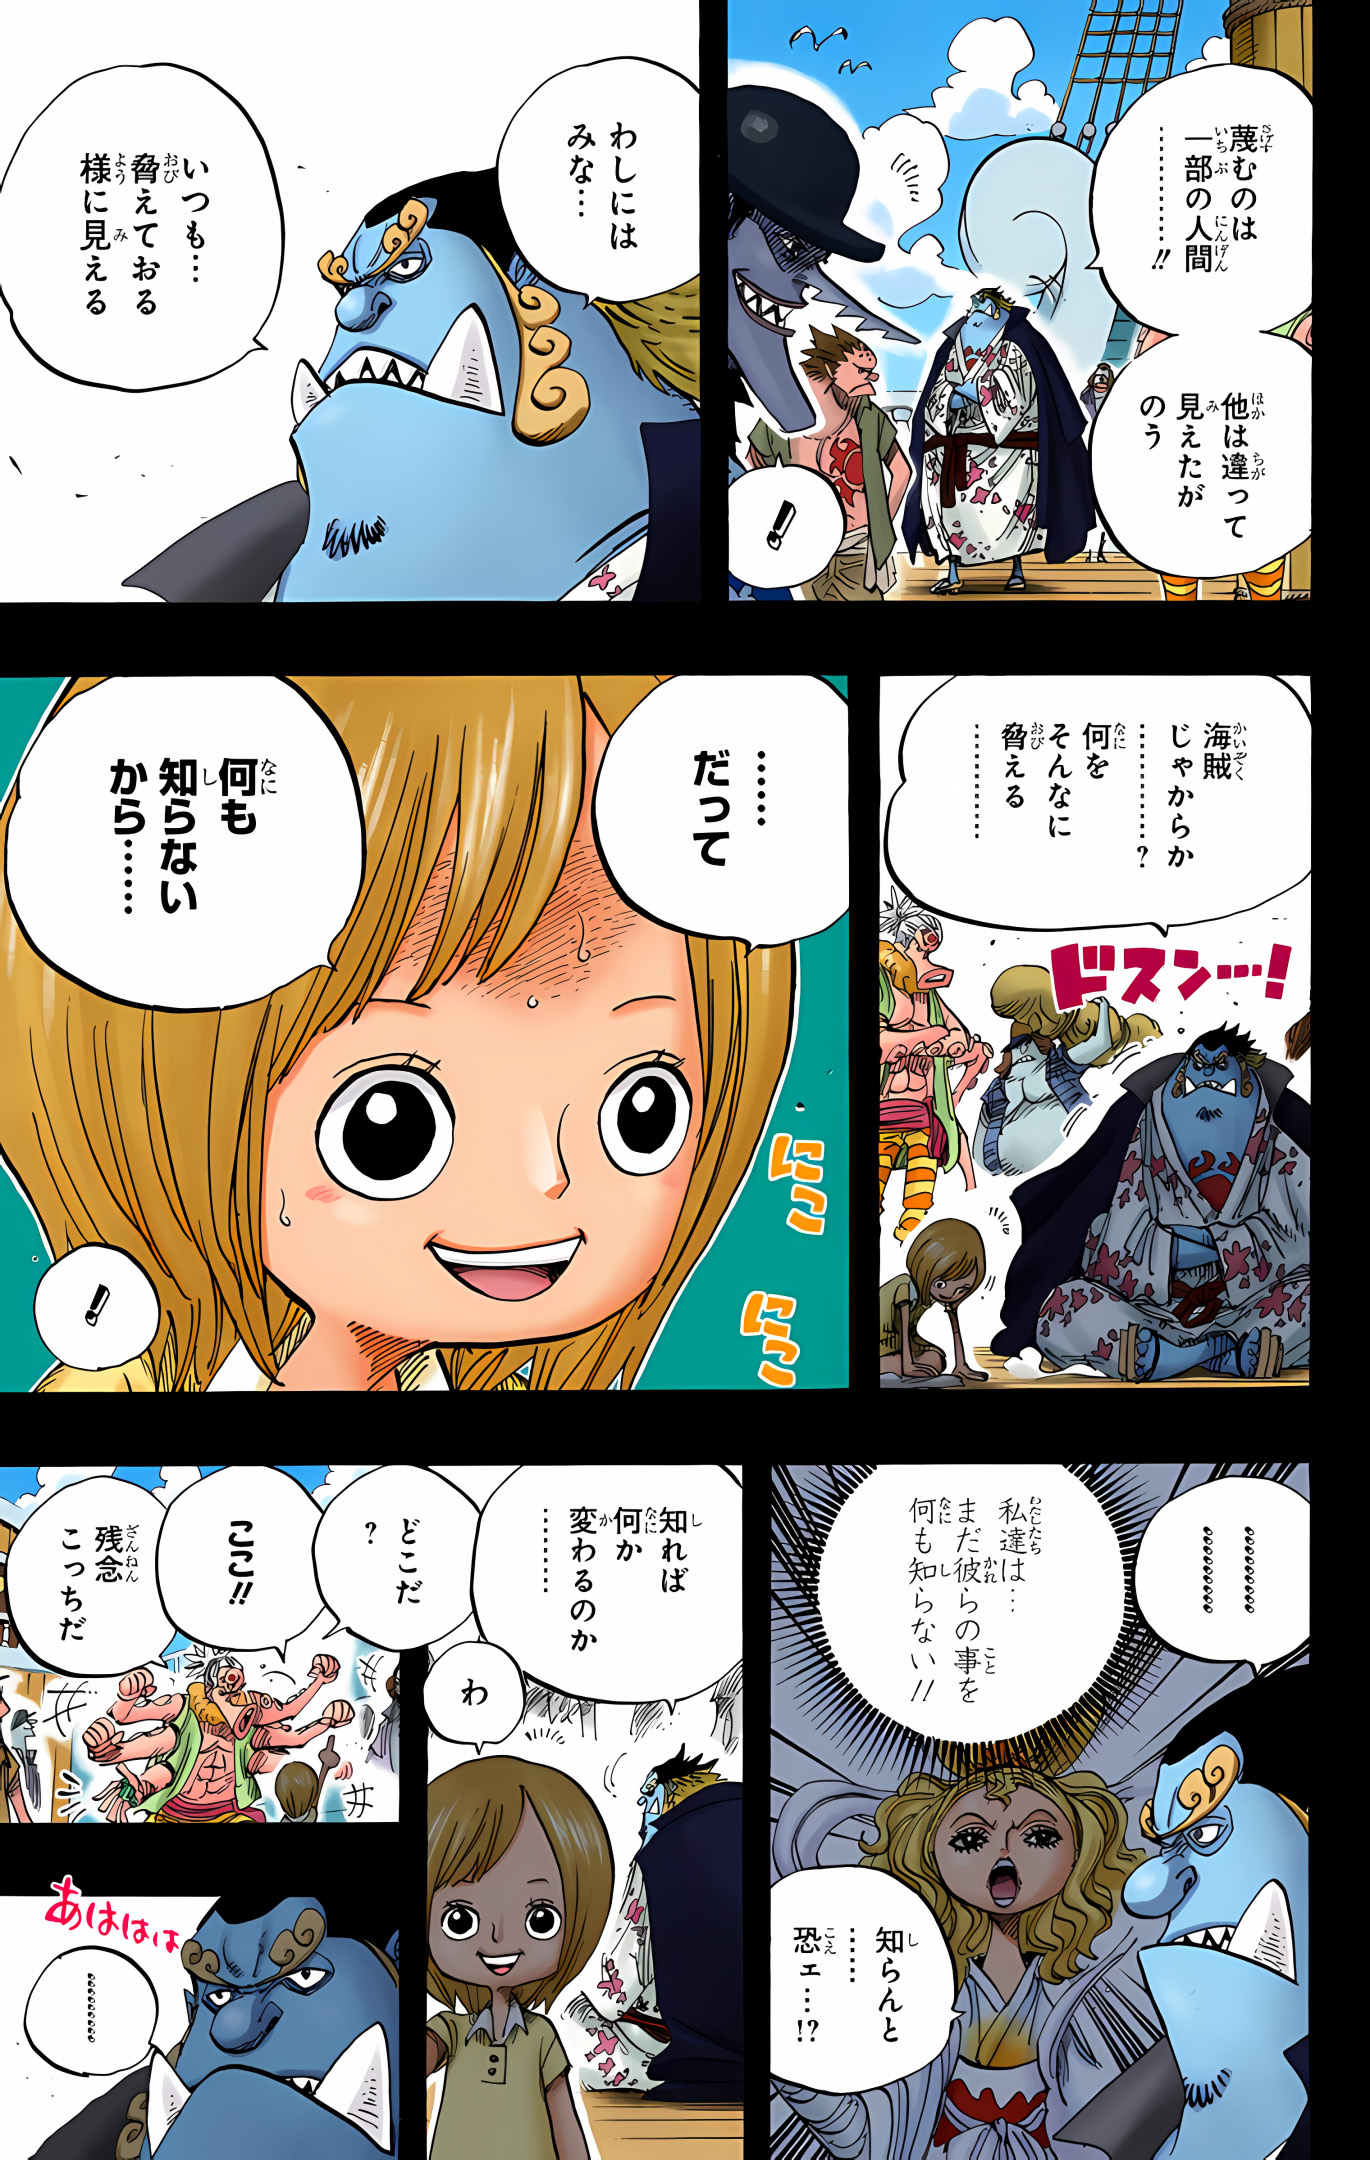 蔑むのは
一部の人間
………!!
他は違って
見えたが
のう
!!
わしには
みな…
いつも…
脅えておる
様に見える
海賊
じゃからか
…………?
何を
そんなに
脅える
…………
ドスン…!
……
だって
何も
知らない
から……
!
にこ
にこ
………
………
私達は…
まだ彼らの事を
何も知らない!!
知らんと
……
恐ェ…!?
知れば
何か
変わるのか
………
わ
どこだ
?
ここ!!
残念
こっちだ
あはははは
………